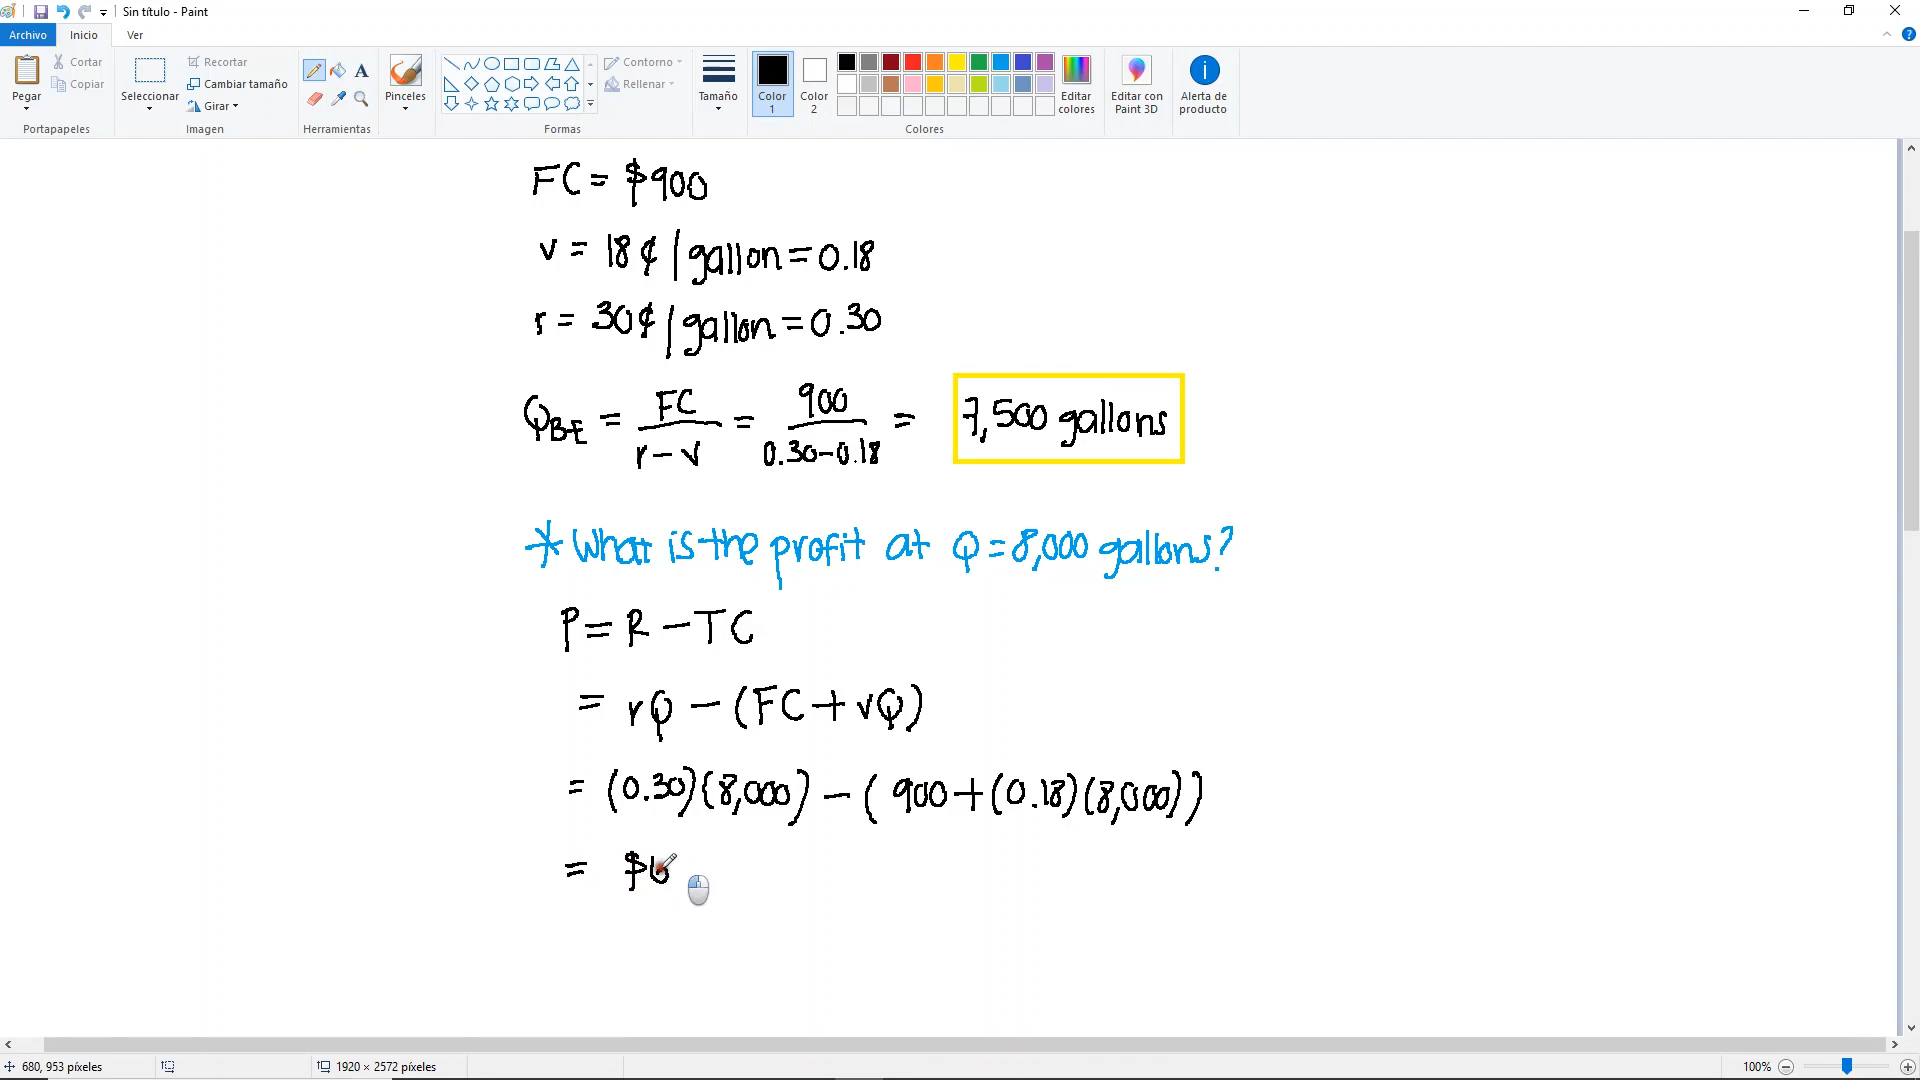 Sin título - Paint
Archivo Inicio Ver
Pegar
Cortar
Copiar
Portapapeles
Seleccionar
Recortar
Cambiar tamaño
Girar
Imagen
A
Herramientas
Pinceles
Contorno
Rellenar
Formas
Tamaño
Color 1
Color 2
Editar colores
Colores
Editar con Paint 3D
Alerta de producto
FC = $900
v = 18¢/gallon = 0.18
r = 30¢/gallon = 0.30
QBE = FC / r - v = 900 / 0.30-0.18 = 7,500 gallons
* What is the profit at Q = 8,000 gallons?
P = R - TC
= rQ - (FC + vQ)
= (0.30)(8,000) - (900 + (0.18)(8,000))
= $
680, 953 píxeles
1920 × 2572 píxeles
100%